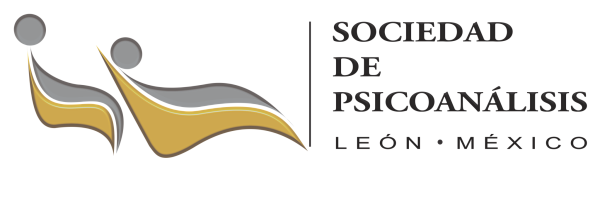 SOCIEDAD
DE
PSICOANÁLISIS
LEÓN • MÉXICO